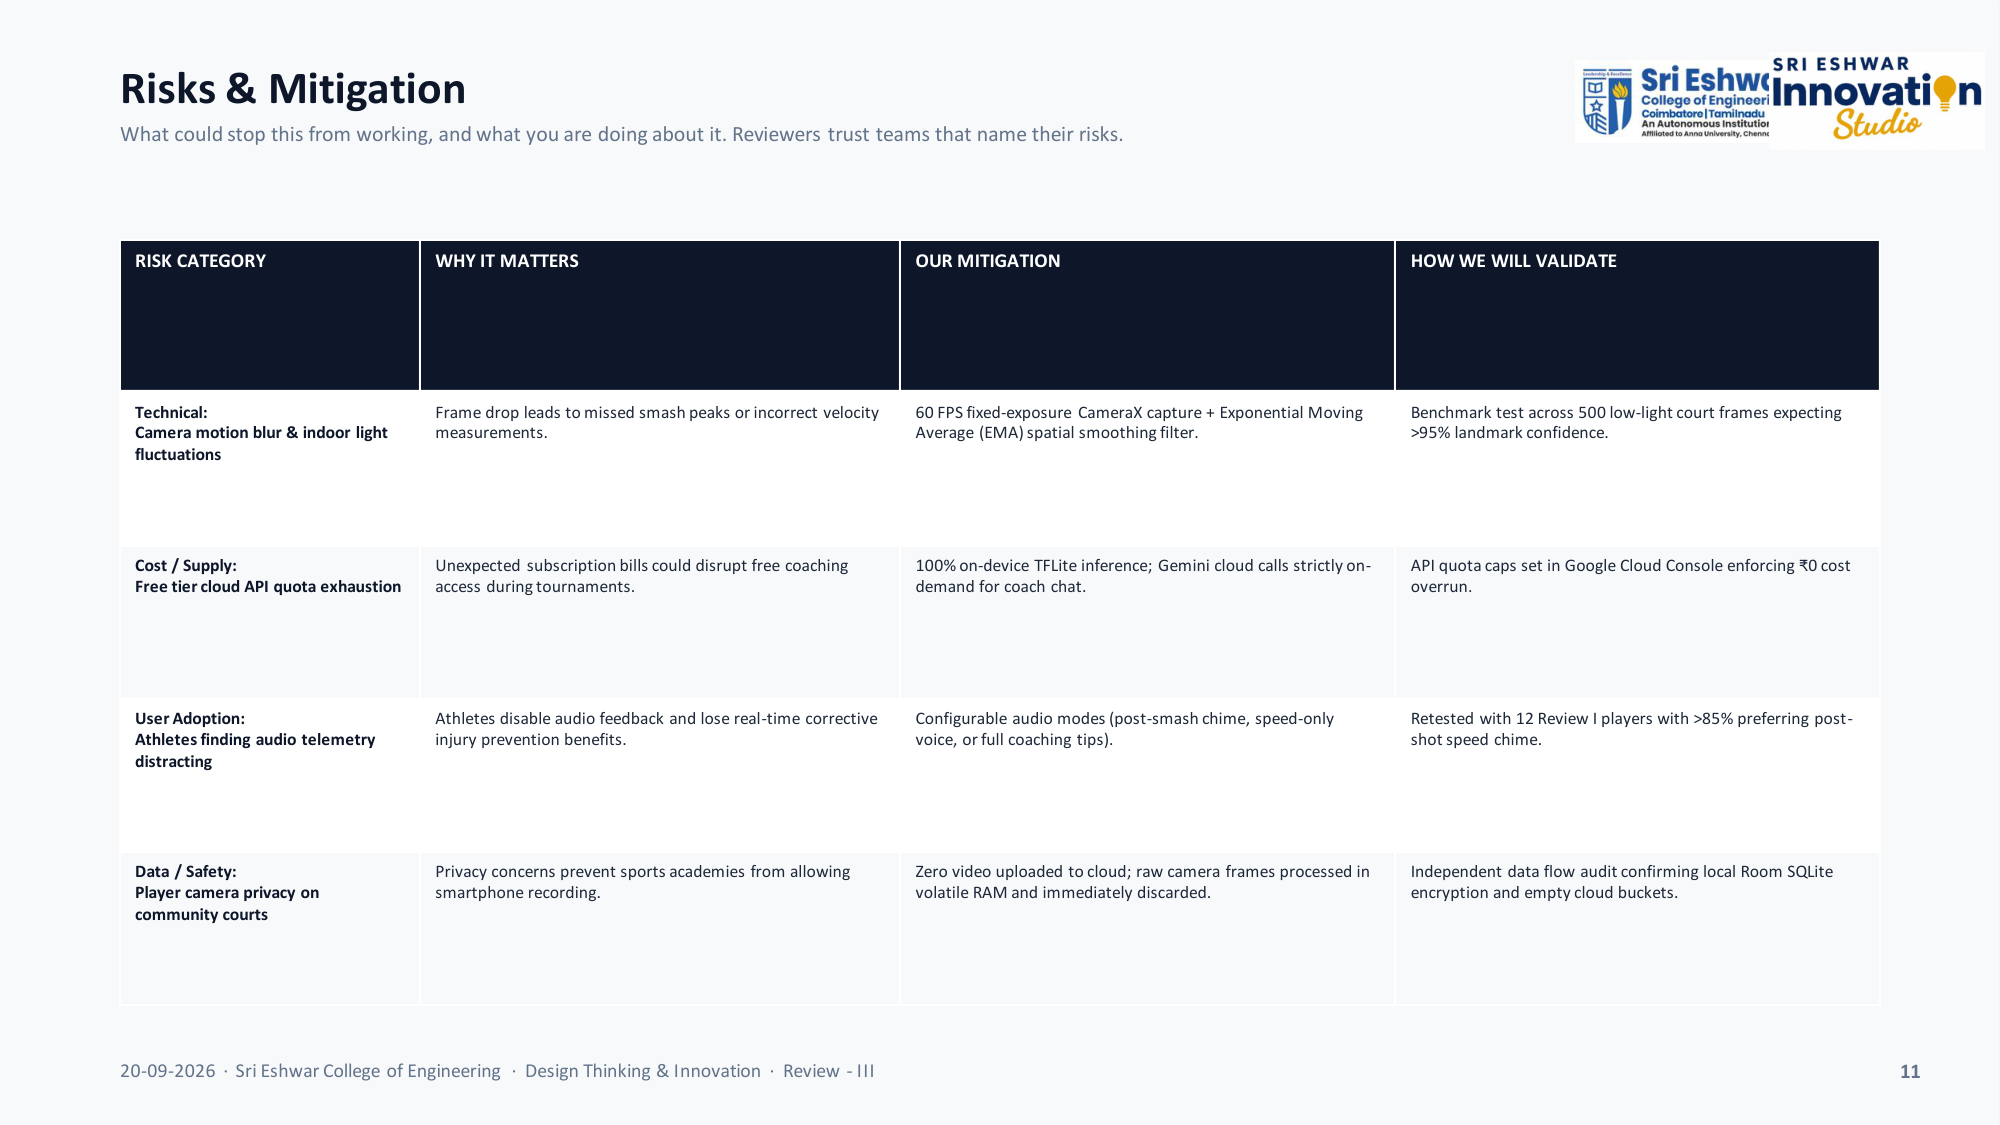 Risks & Mitigation
What could stop this from working, and what you are doing about it. Reviewers trust teams that name their risks.
Leadership & Excellence
Sri Eshw
College of Engineeri
Coimbatore | Tamilnadu
An Autonomous Institution
Affiliated to Anna University, Chenn
SRI ESHWAR
Innovation
Studio
RISK CATEGORY
WHY IT MATTERS
OUR MITIGATION
HOW WE WILL VALIDATE
Technical:
Camera motion blur & indoor light
fluctuations
Frame drop leads to missed smash peaks or incorrect velocity
measurements.
60 FPS fixed-exposure CameraX capture + Exponential Moving
Average (EMA) spatial smoothing filter.
Benchmark test across 500 low-light court frames expecting
>95% landmark confidence.
Cost / Supply:
Free tier cloud API quota exhaustion
Unexpected subscription bills could disrupt free coaching
access during tournaments.
100% on-device TFLite inference; Gemini cloud calls strictly on-
demand for coach chat.
API quota caps set in Google Cloud Console enforcing ₹0 cost
overrun.
User Adoption:
Athletes finding audio telemetry
distracting
Athletes disable audio feedback and lose real-time corrective
injury prevention benefits.
Configurable audio modes (post-smash chime, speed-only
voice, or full coaching tips).
Retested with 12 Review I players with >85% preferring post-
shot speed chime.
Data / Safety:
Player camera privacy on
community courts
Privacy concerns prevent sports academies from allowing
smartphone recording.
Zero video uploaded to cloud; raw camera frames processed in
volatile RAM and immediately discarded.
Independent data flow audit confirming local Room SQLite
encryption and empty cloud buckets.
20-09-2026 · Sri Eshwar College of Engineering · Design Thinking & Innovation · Review - III
11